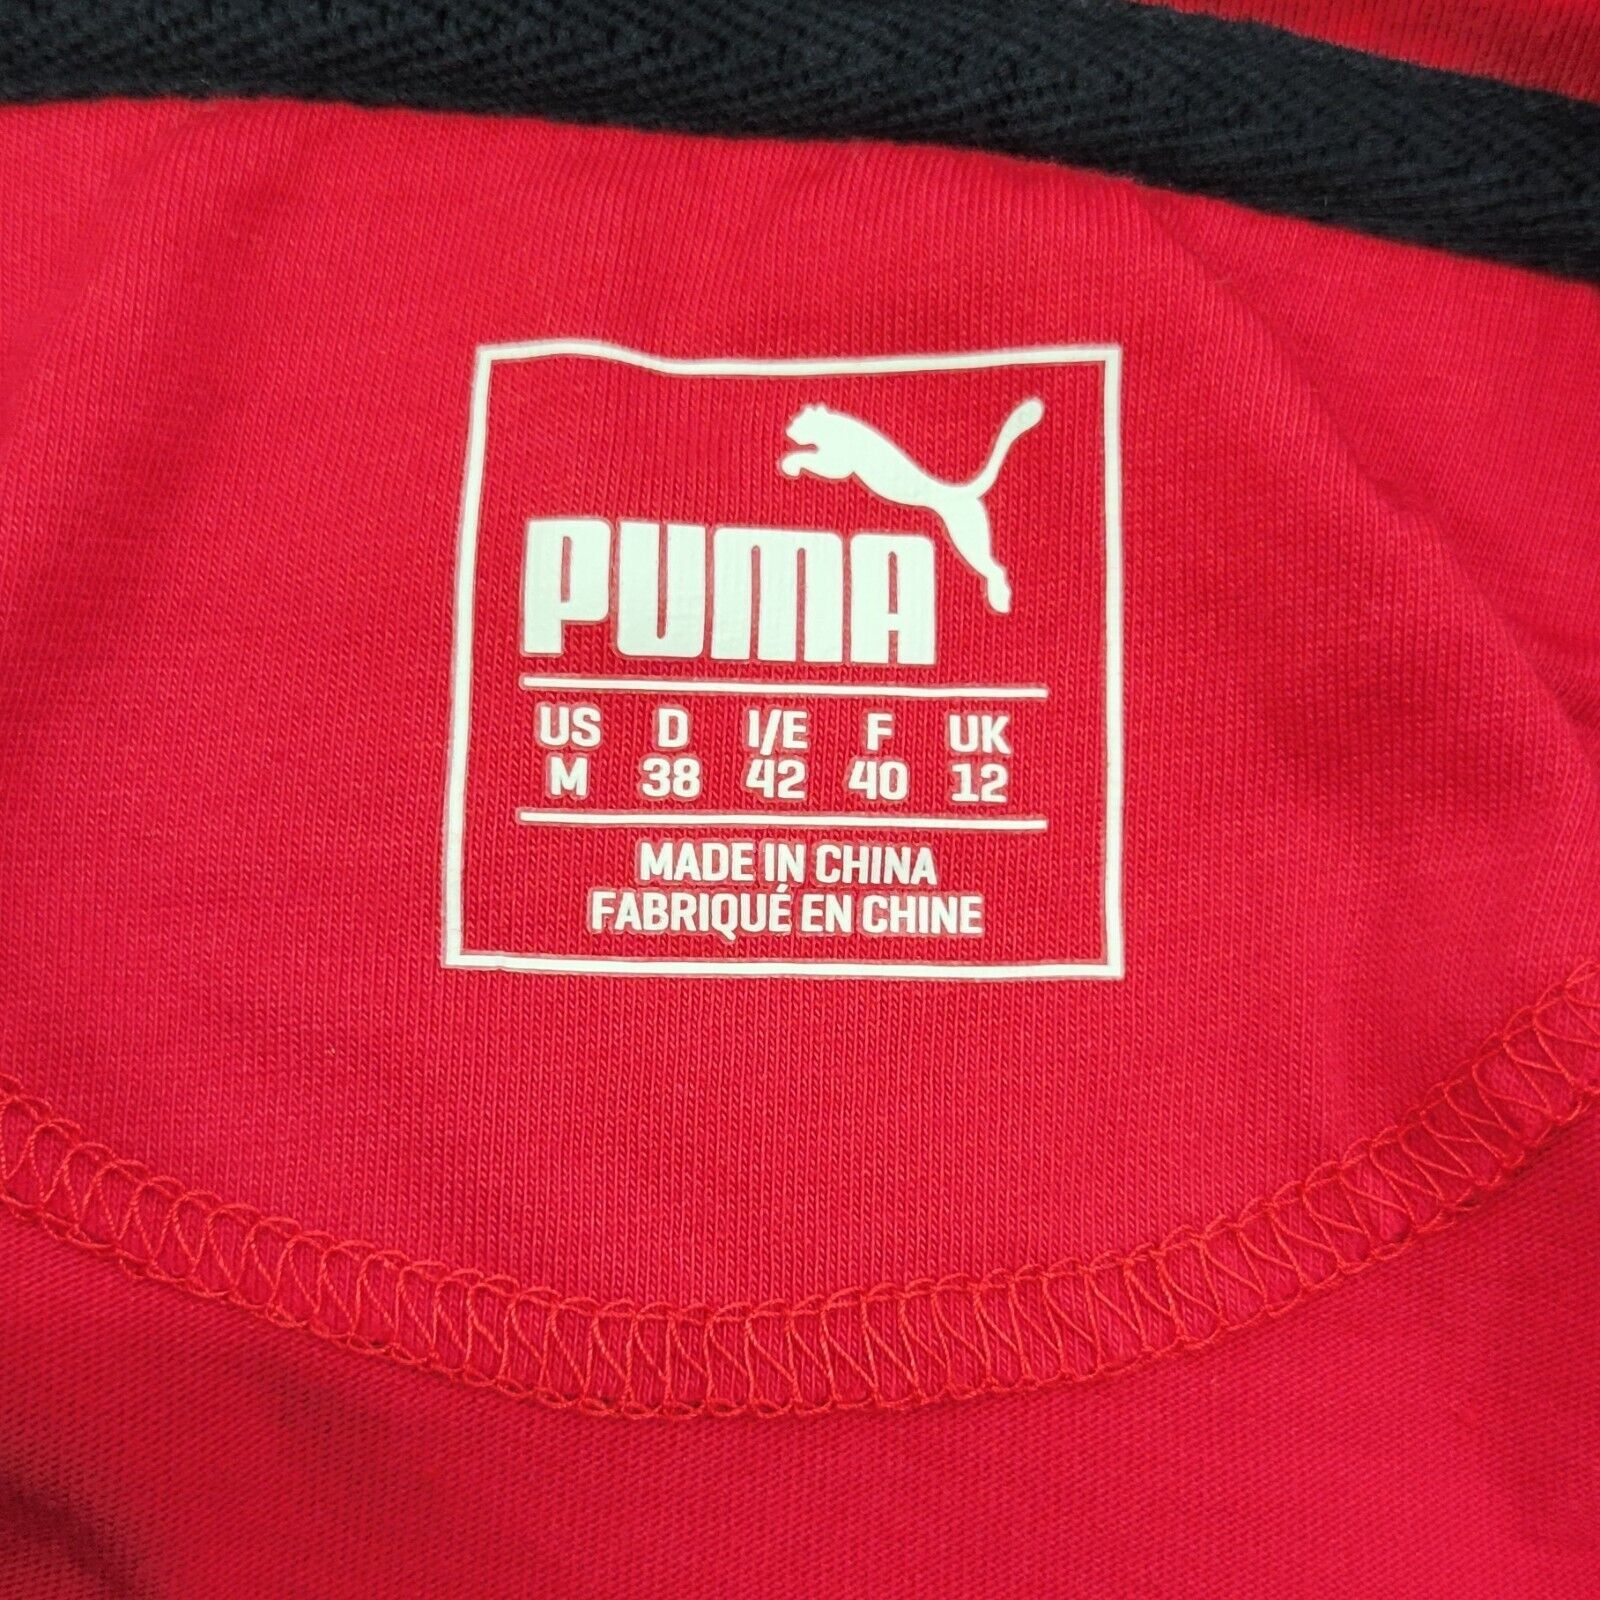 PUMA
US D I/E F UK
M 38 42 40 12
MADE IN CHINA
FABRIQUÉ EN CHINE